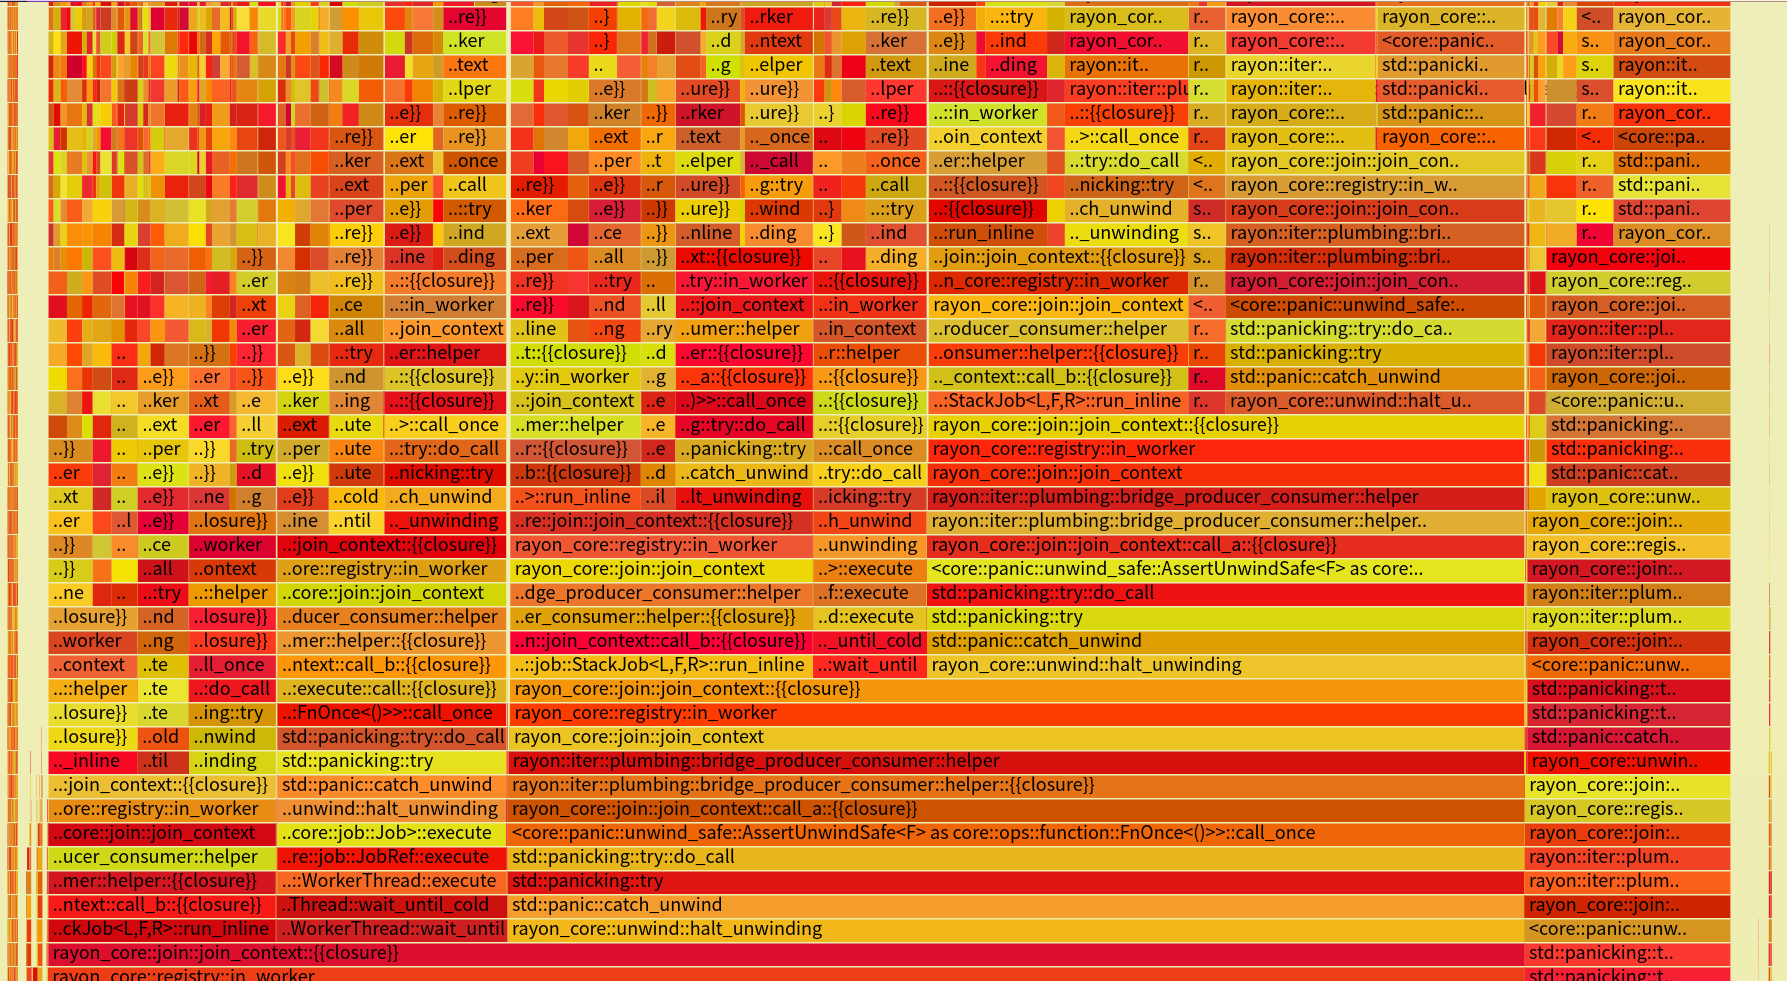 ..re}} ..} ..ry ..rker ..re}} ..e}} ..::try rayon_cor.. r.. rayon_core::.. rayon_core::.. <.. rayon_cor..
..ker ..} ..d ..ntext ..ker ..e}} ..ind rayon_cor.. r.. rayon_core::.. <core::panic.. s.. rayon_cor..
..text .. ..g ..elper ..text ..ine ..ding rayon::it.. r.. rayon::iter:.. std::panicki.. s.. rayon::it..
..lper ..e}} ..ure}} ..ure}} ..lper ..::{{closure}} rayon::iter::plu r.. rayon::iter:.. std::panicki.. s.. rayon::it..
..e}} ..re}} ..ker ..}} ..rker ..ure}} ..} ..re}} ..::in_worker ..::{{closure}} r.. rayon_core::.. std::panic::.. r.. rayon_cor..
..re}} ..er ..re}} ..ext ..r ..text .._once .. ..re}} ..oin_context ..>::call_once r.. rayon_core::.. rayon_core::.. <.. <core::pa..
..ker ..ext ..once ..per ..t ..elper .._call .. ..once ..er::helper ..::try::do_call <.. rayon_core::join::join_con.. r.. std::pani..
..ext ..per ..call ..re}} ..e}} ..r ..ure}} ..g::try .. ..call ..::{{closure}} ..nicking::try <.. rayon_core::registry::in_w.. r.. std::pani..
..per ..e}} ..::try ..ker ..e}} ..}} ..ure}} ..wind ..} ..::try ..::{{closure}} ..ch_unwind s.. rayon_core::join::join_con.. r.. std::pani..
..re}} ..e}} ..ind ..ext ..ce ..}} ..nline ..ding ..} ..ind ..::run_inline .._unwinding s.. rayon::iter::plumbing::bri.. r.. rayon_cor..
..}} ..re}} ..ine ..ding ..per ..all ..}} ..xt::{{closure}} .. ..ding ..join::join_context::{{closure}} s.. rayon::iter::plumbing::bri.. rayon_core::joi..
..er ..re}} ..::{{closure}} ..re}} ..::try .. ..try::in_worker ..:{{closure}} ..n_core::registry::in_worker r.. rayon_core::join::join_con.. rayon_core::reg..
..xt ..ce ..::in_worker ..re}} ..nd ..ll ..::join_context ..:in_worker rayon_core::join::join_context <.. <core::panic::unwind_safe:.. rayon_core::joi..
..er ..all ..join_context ..line ..ng ..ry ..umer::helper ..in_context ..roducer_consumer::helper r.. std::panicking::try::do_ca.. rayon::iter::pl..
.. ..}} ..}} ..:try ..er::helper ..t::{{closure}} ..d ..er::{{closure}} ..r::helper ..onsumer::helper::{{closure}} r.. std::panicking::try rayon::iter::pl..
.. ..e}} ..er ..}} ..e}} ..nd ..::{{closure}} ..y::in_worker ..g .._a::{{closure}} ..:{{closure}} .._context::call_b::{{closure}} r.. std::panic::catch_unwind rayon_core::joi..
.. ..ker ..xt ..e ..ker ..ing ..::{{closure}} ..:join_context ..e ..)>>::call_once ..:{{closure}} ..:StackJob<L,F,R>::run_inline r.. rayon_core::unwind::halt_u.. <core::panic::u..
.. ..ext ..er ..ll ..ext ..ute ..>::call_once ..mer::helper ..e ..g::try::do_call ..::{{closure}} rayon_core::join::join_context::{{closure}} std::panicking:..
..}} .. ..per ..}} ..try ..per ..ute ..::try::do_call ..r::{{closure}} ..e ..panicking::try ..:call_once rayon_core::registry::in_worker std::panicking:..
..er .. ..e}} ..}} ..d ..e}} ..ute ..nicking::try ..b::{{closure}} ..d ..catch_unwind ..try::do_call rayon_core::join::join_context std::panic::cat..
..xt .. ..e}} ..ne ..g ..e}} ..cold ..ch_unwind ..>::run_inline ..il ..lt_unwinding ..icking::try rayon::iter::plumbing::bridge_producer_consumer::helper rayon_core::unw..
..er ..l ..e}} ..losure}} ..ine ..ntil .._unwinding ..re::join::join_context::{{closure}} ..h_unwind rayon::iter::plumbing::bridge_producer_consumer::helper.. rayon_core::join:..
..}} .. ..ce ..worker ..:join_context::{{closure}} rayon_core::registry::in_worker ..unwinding rayon_core::join::join_context::call_a::{{closure}} rayon_core::regis..
..}} ..all ..ontext ..ore::registry::in_worker rayon_core::join::join_context ..>::execute <core::panic::unwind_safe::AssertUnwindSafe<F> as core:.. rayon_core::join:..
..ne .. ..:try ..::helper ..core::join::join_context ..dge_producer_consumer::helper ..f::execute std::panicking::try::do_call rayon::iter::plum..
..losure}} ..nd ..losure}} ..ducer_consumer::helper ..er_consumer::helper::{{closure}} ..d::execute std::panicking::try rayon::iter::plum..
..worker ..ng ..losure}} ..mer::helper::{{closure}} ..n::join_context::call_b::{{closure}} .._until_cold std::panic::catch_unwind rayon_core::join:..
..context ..te ..ll_once ..ntext::call_b::{{closure}} ..::job::StackJob<L,F,R>::run_inline ..:wait_until rayon_core::unwind::halt_unwinding <core::panic::unw..
..::helper ..te ..:do_call ..:execute::call::{{closure}} rayon_core::join::join_context::{{closure}} std::panicking::t..
..losure}} ..te ..ing::try ..:FnOnce<()>>::call_once rayon_core::registry::in_worker std::panicking::t..
..losure}} ..old ..nwind std::panicking::try::do_call rayon_core::join::join_context std::panic::catch..
.._inline ..til ..inding std::panicking::try rayon::iter::plumbing::bridge_producer_consumer::helper rayon_core::unwin..
..:join_context::{{closure}} std::panic::catch_unwind rayon::iter::plumbing::bridge_producer_consumer::helper::{{closure}} rayon_core::join:..
..ore::registry::in_worker ..unwind::halt_unwinding rayon_core::join::join_context::call_a::{{closure}} rayon_core::regis..
..core::join::join_context ..core::job::Job>::execute <core::panic::unwind_safe::AssertUnwindSafe<F> as core::ops::function::FnOnce<()>>::call_once rayon_core::join:..
..ucer_consumer::helper ..re::job::JobRef::execute std::panicking::try::do_call rayon::iter::plum..
..mer::helper::{{closure}} ..::WorkerThread::execute std::panicking::try rayon::iter::plum..
..ntext::call_b::{{closure}} ..Thread::wait_until_cold std::panic::catch_unwind rayon_core::join:..
..ckJob<L,F,R>::run_inline ..WorkerThread::wait_until rayon_core::unwind::halt_unwinding <core::panic::unw..
rayon_core::join::join_context::{{closure}} std::panicking::t..
rayon_core::registry::in_worker std::panicking::t..